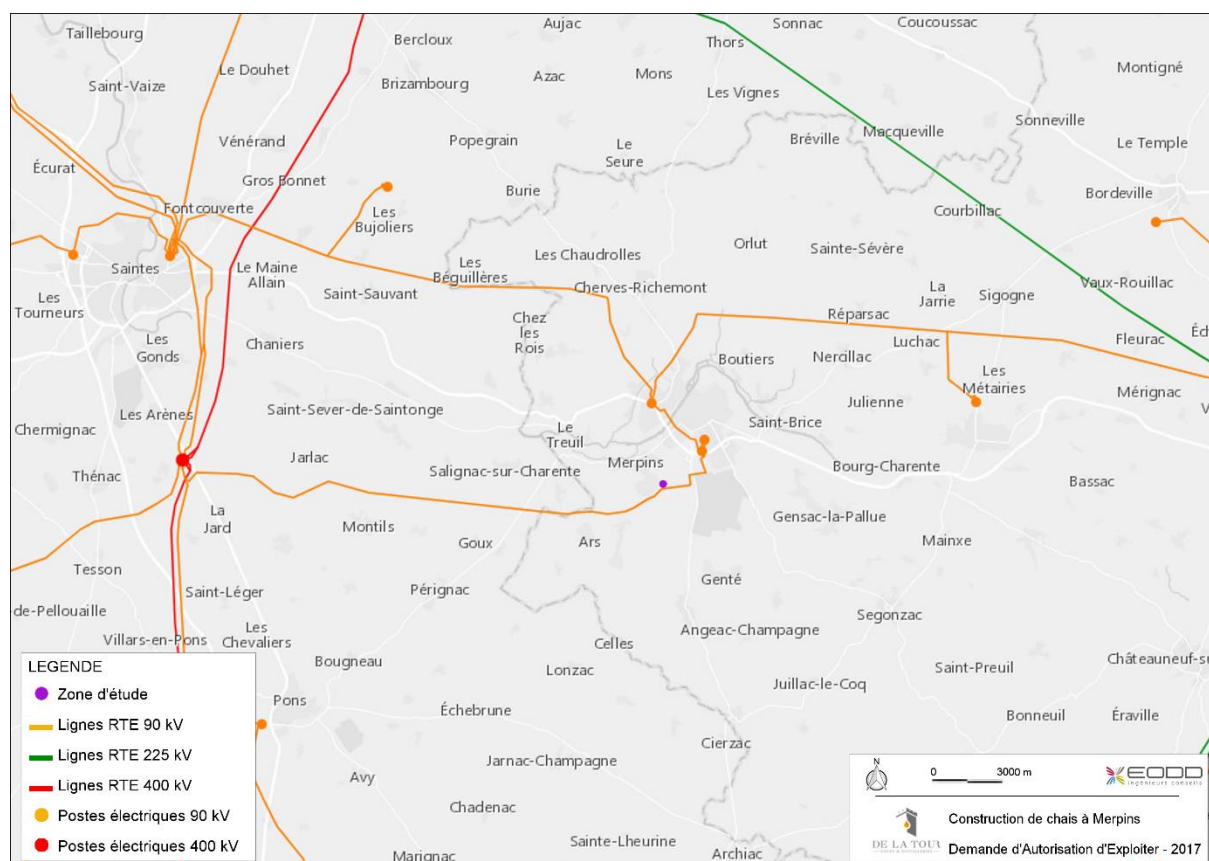 Taillebourg
Aujac
Sonnac
Coucoussac
Bercloux
Thors
Le Douhet
Azac
Mons
Montigné
Saint-Vaize
Brizambourg
Les Vignes
Sonneville
Vénérand
Popegrain
Le
Seure
Bréville
Macqueville
Le Temple
Écurat
Gros Bonnet
Burie
Bordeville
Fontcouverte
Les
Bujoliers
Courbillac
Orlut
Sainte-Sévère
Saintes
Le Maine
Allain
Les
Béguillères
Les Chaudrolles
Cherves-Richemont
La
Jarrie
Sigogne
Vaux-Rouillac
Les
Tourneurs
Saint-Sauvant
Chez
les
Rois
Réparsac
Luchac
Fleurac
Les
Gonds
Chaniers
Boutiers
Nercillac
Les
Métairies
Mérignac
Les Arènes
Saint-Sever-de-Saintonge
Julienne
Chermignac
Le
Treuil
Saint-Brice
Thénac
Jarlac
Salignac-sur-Charente
Merpins
Bourg-Charente
Bassac
La
Jard
Montils
Goux
Ars
Gensac-la-Pallue
Mainxe
Tesson
Saint-Léger
Pérignac
Genté
Segonzac
-de-Pellouaille
Villars-en-Pons
Les
Chevaliers
Bougneau
Celles
Angeac-Champagne
Châteauneuf-su
Lonzac
Saint-Preuil
Juillac-le-Coq
Pons
Échebrune
Bonneuil
Éraville
Cierzac
Avy
Jarnac-Champagne
Chadenac
Marignac
Sainte-Lheurine
Archiac
LEGENDE
Zone d'étude
Lignes RTE 90 kV
Lignes RTE 225 kV
Lignes RTE 400 kV
Postes électriques 90 kV
Postes électriques 400 kV
N
0 3000 m
EODD
ingénieurs conseils
DE LA TOUR
Construction de chais à Merpins
Demande d'Autorisation d'Exploiter - 2017